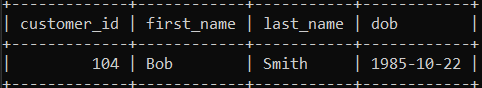 | customer_id | first_name | last_name | dob |
| 104 | Bob | Smith | 1985-10-22 |